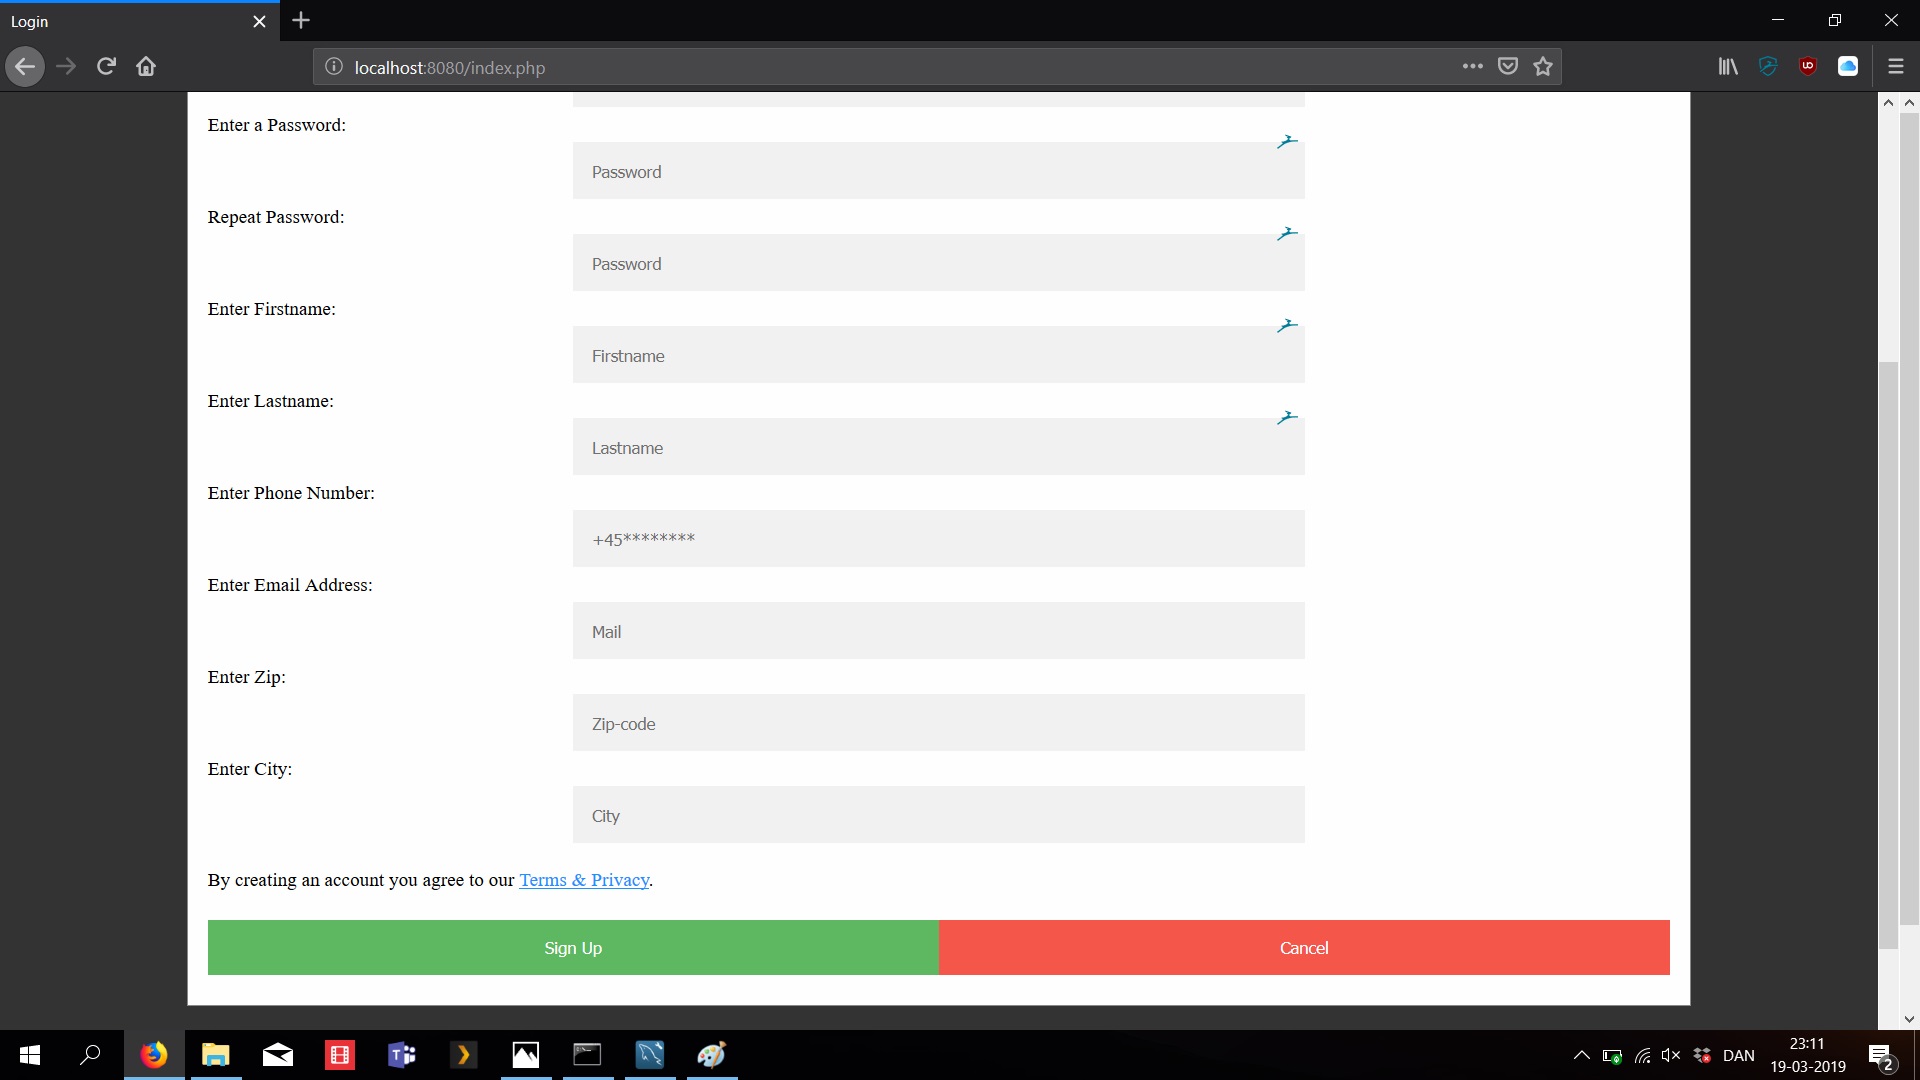 Login
localhost:8080/index.php
Enter a Password:
Password
Repeat Password:
Password
Enter Firstname:
Firstname
Enter Lastname:
Lastname
Enter Phone Number:
+45********
Enter Email Address:
Mail
Enter Zip:
Zip-code
Enter City:
City
By creating an account you agree to our Terms & Privacy.
Sign Up
Cancel
DAN
23:11
19-03-2019
2